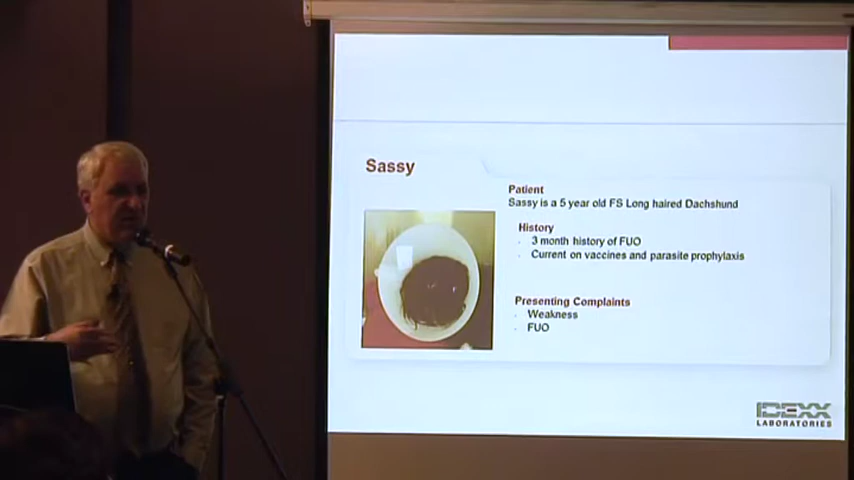 Sassy
Patient
Sassy is a 5 year old FS Long haired Dachshund
History
· 3 month history of FUO
· Current on vaccines and parasite prophylaxis
Presenting Complaints
· Weakness
· FUO
IDEXX
LABORATORIES